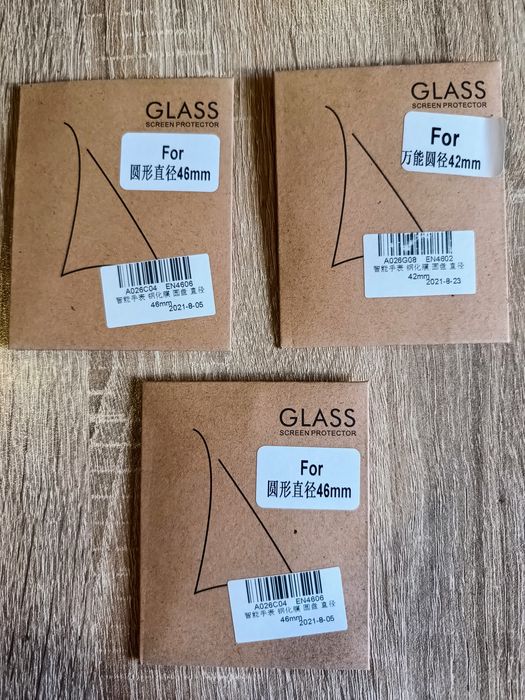 GLASS
SCREEN PROTECTOR
For
圆形直径46mm
A026C04 EN4606
智能手表 钢化膜 圆盘 直径
46mm
2021-8-05
GLASS
SCREEN PROTECTOR
For
万能圆径42mm
A026G08 EN4602
智能手表 钢化膜 圆盘 直径
42mm
2021-8-23
GLASS
SCREEN PROTECTOR
For
圆形直径46mm
A026C04 EN4606
智能手表 钢化膜 圆盘 直径
46mm
2021-8-05